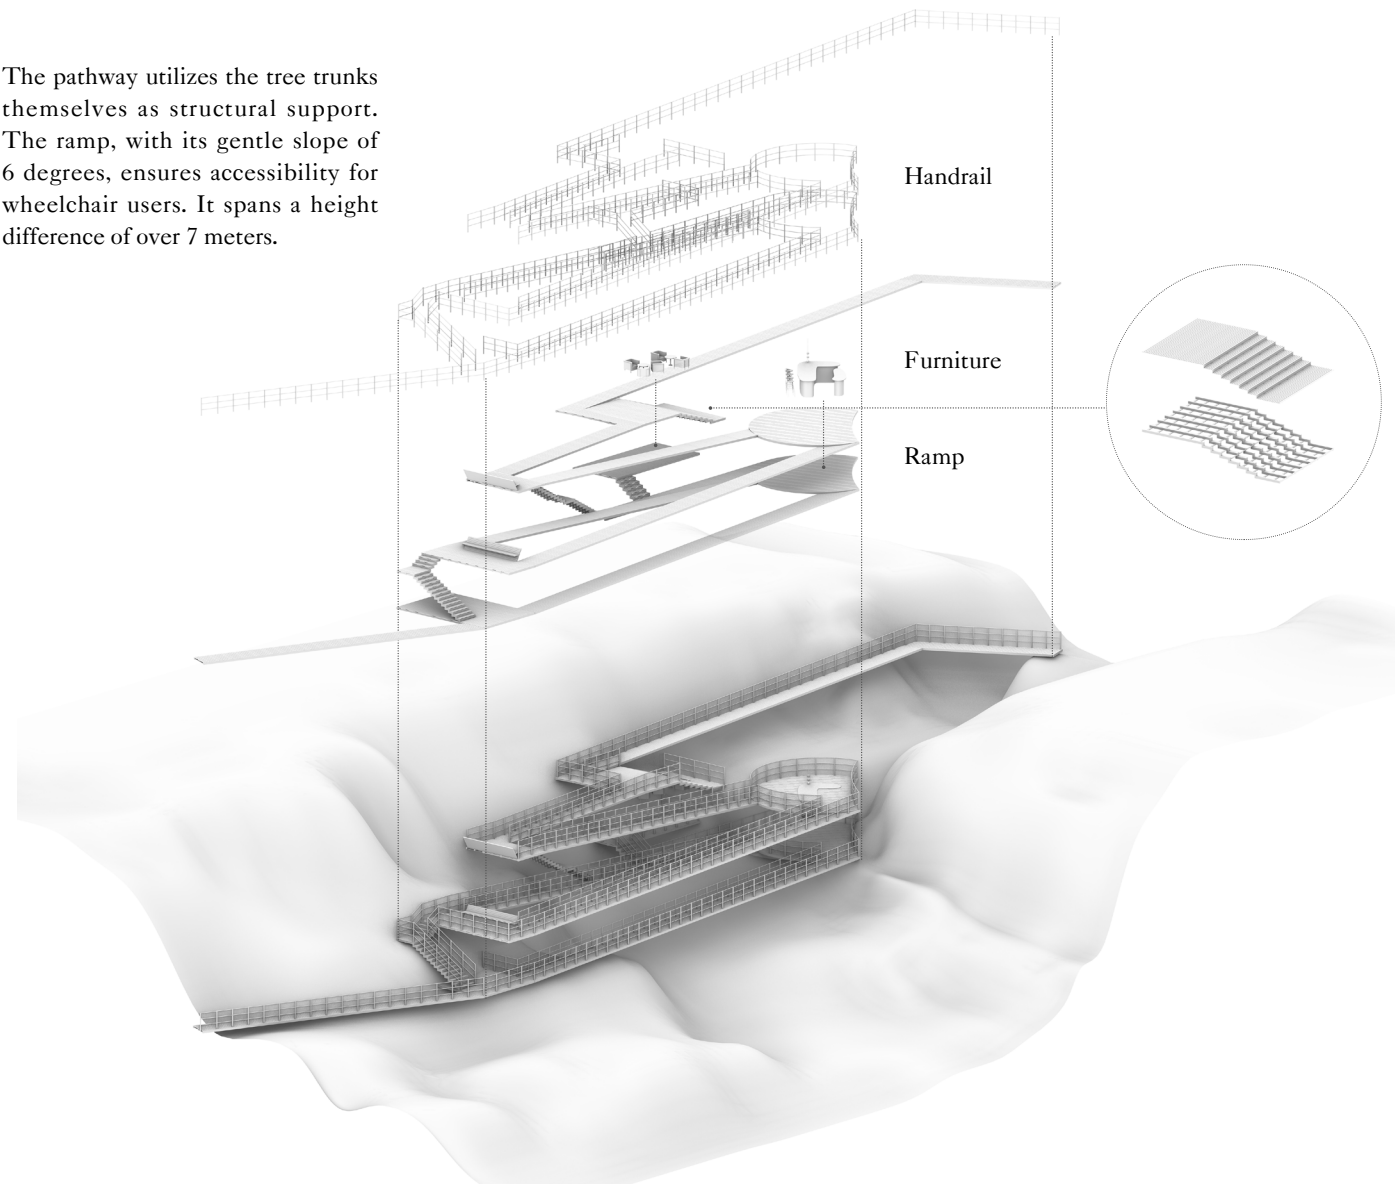 The pathway utilizes the tree trunks
themselves as structural support.
The ramp, with its gentle slope of
6 degrees, ensures accessibility for
wheelchair users. It spans a height
difference of over 7 meters.
Handrail
Furniture
Ramp